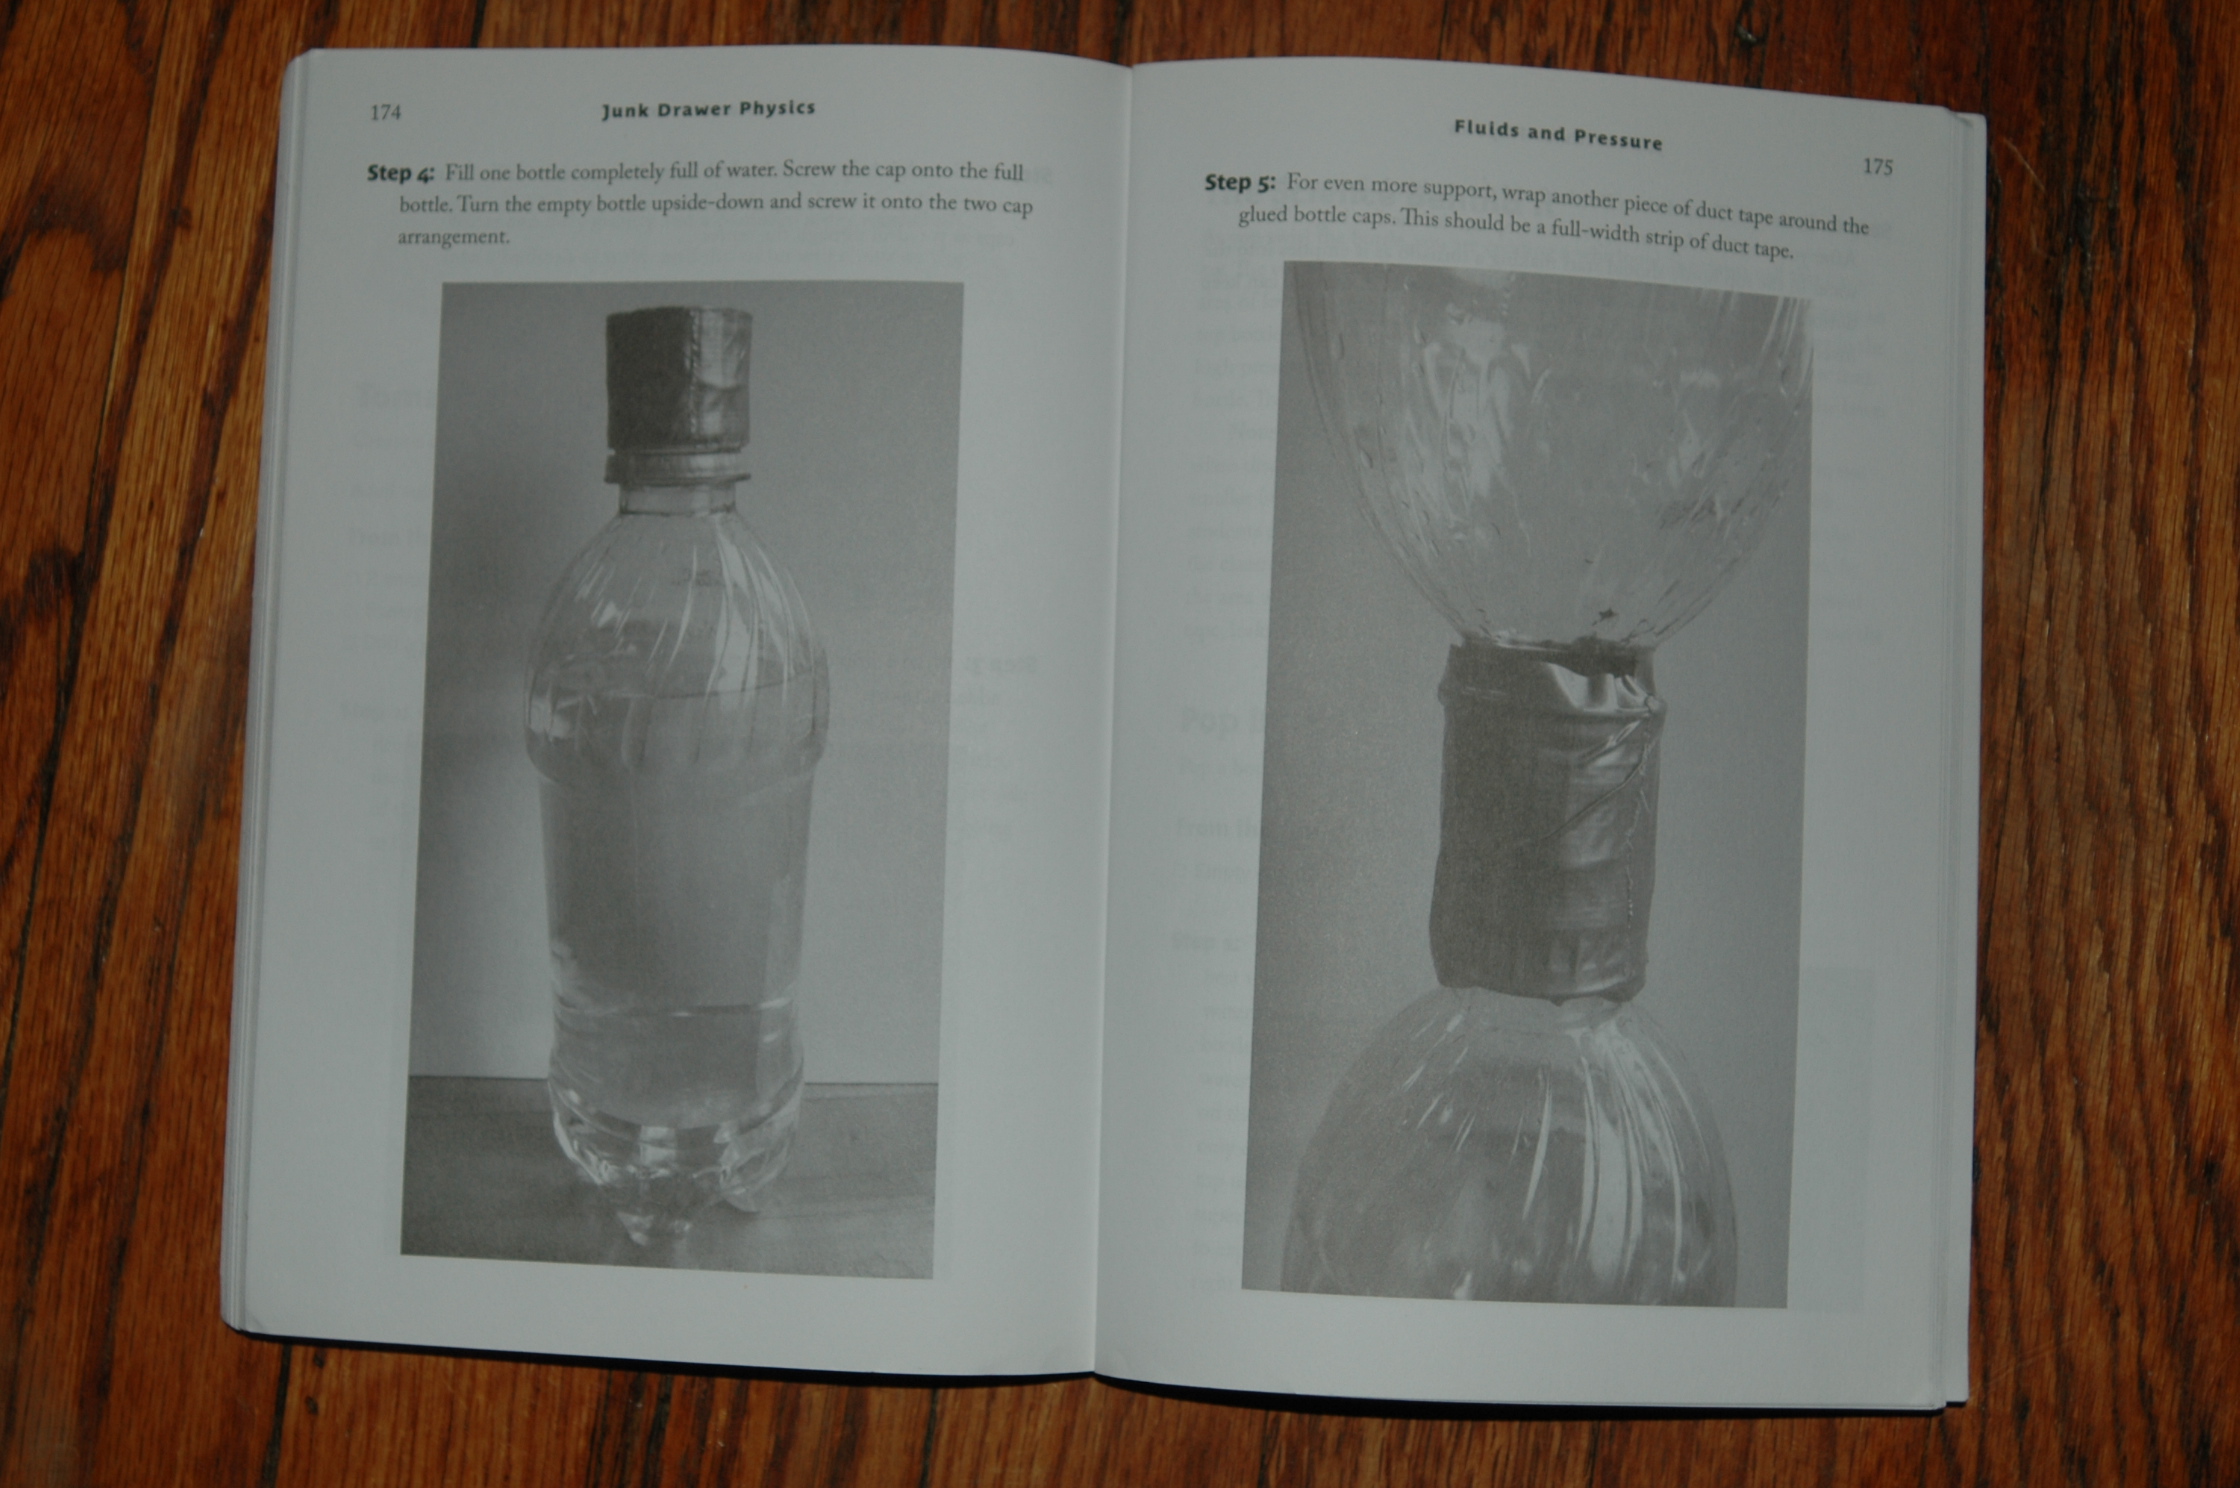 174
Junk Drawer Physics
Step 4: Fill one bottle completely full of water. Screw the cap onto the full
bottle. Turn the empty bottle upside-down and screw it onto the two cap
arrangement.
Fluids and Pressure
175
Step 5: For even more support, wrap another piece of duct tape around the
glued bottle caps. This should be a full-width strip of duct tape.